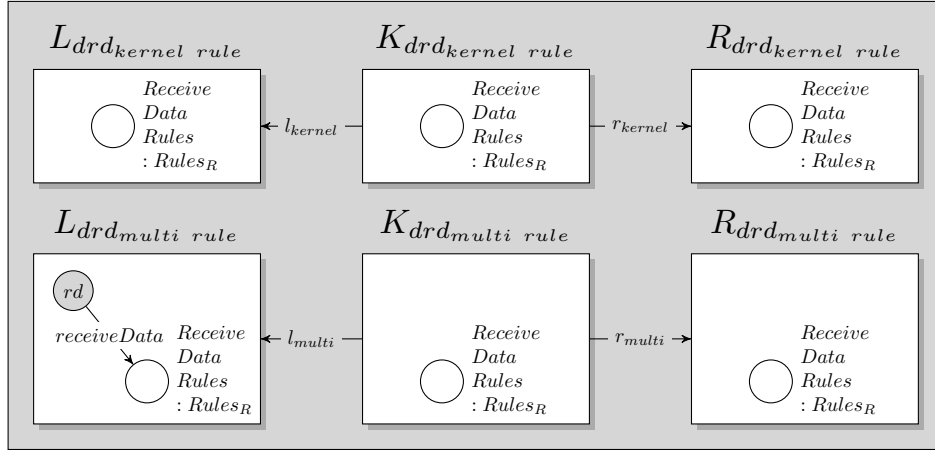 L_{drd_{kernel rule}} K_{drd_{kernel rule}} R_{drd_{kernel rule}}
Receive
Data
Rules
: Rules_R
l_{kernel}
Receive
Data
Rules
: Rules_R
r_{kernel}
Receive
Data
Rules
: Rules_R
L_{drd_{multi rule}} K_{drd_{multi rule}} R_{drd_{multi rule}}
rd
receiveData
Receive
Data
Rules
: Rules_R
l_{multi}
Receive
Data
Rules
: Rules_R
r_{multi}
Receive
Data
Rules
: Rules_R